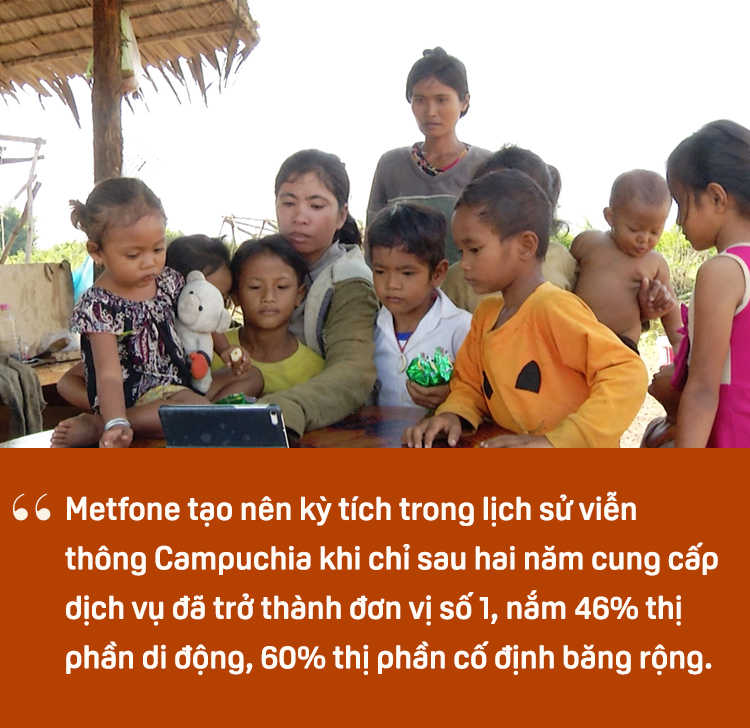 “ Metfone tạo nên kỳ tích trong lịch sử viễn
thông Campuchia khi chỉ sau hai năm cung cấp
dịch vụ đã trở thành đơn vị số 1, nắm 46% thị
phần di động, 60% thị phần cố định băng rộng.